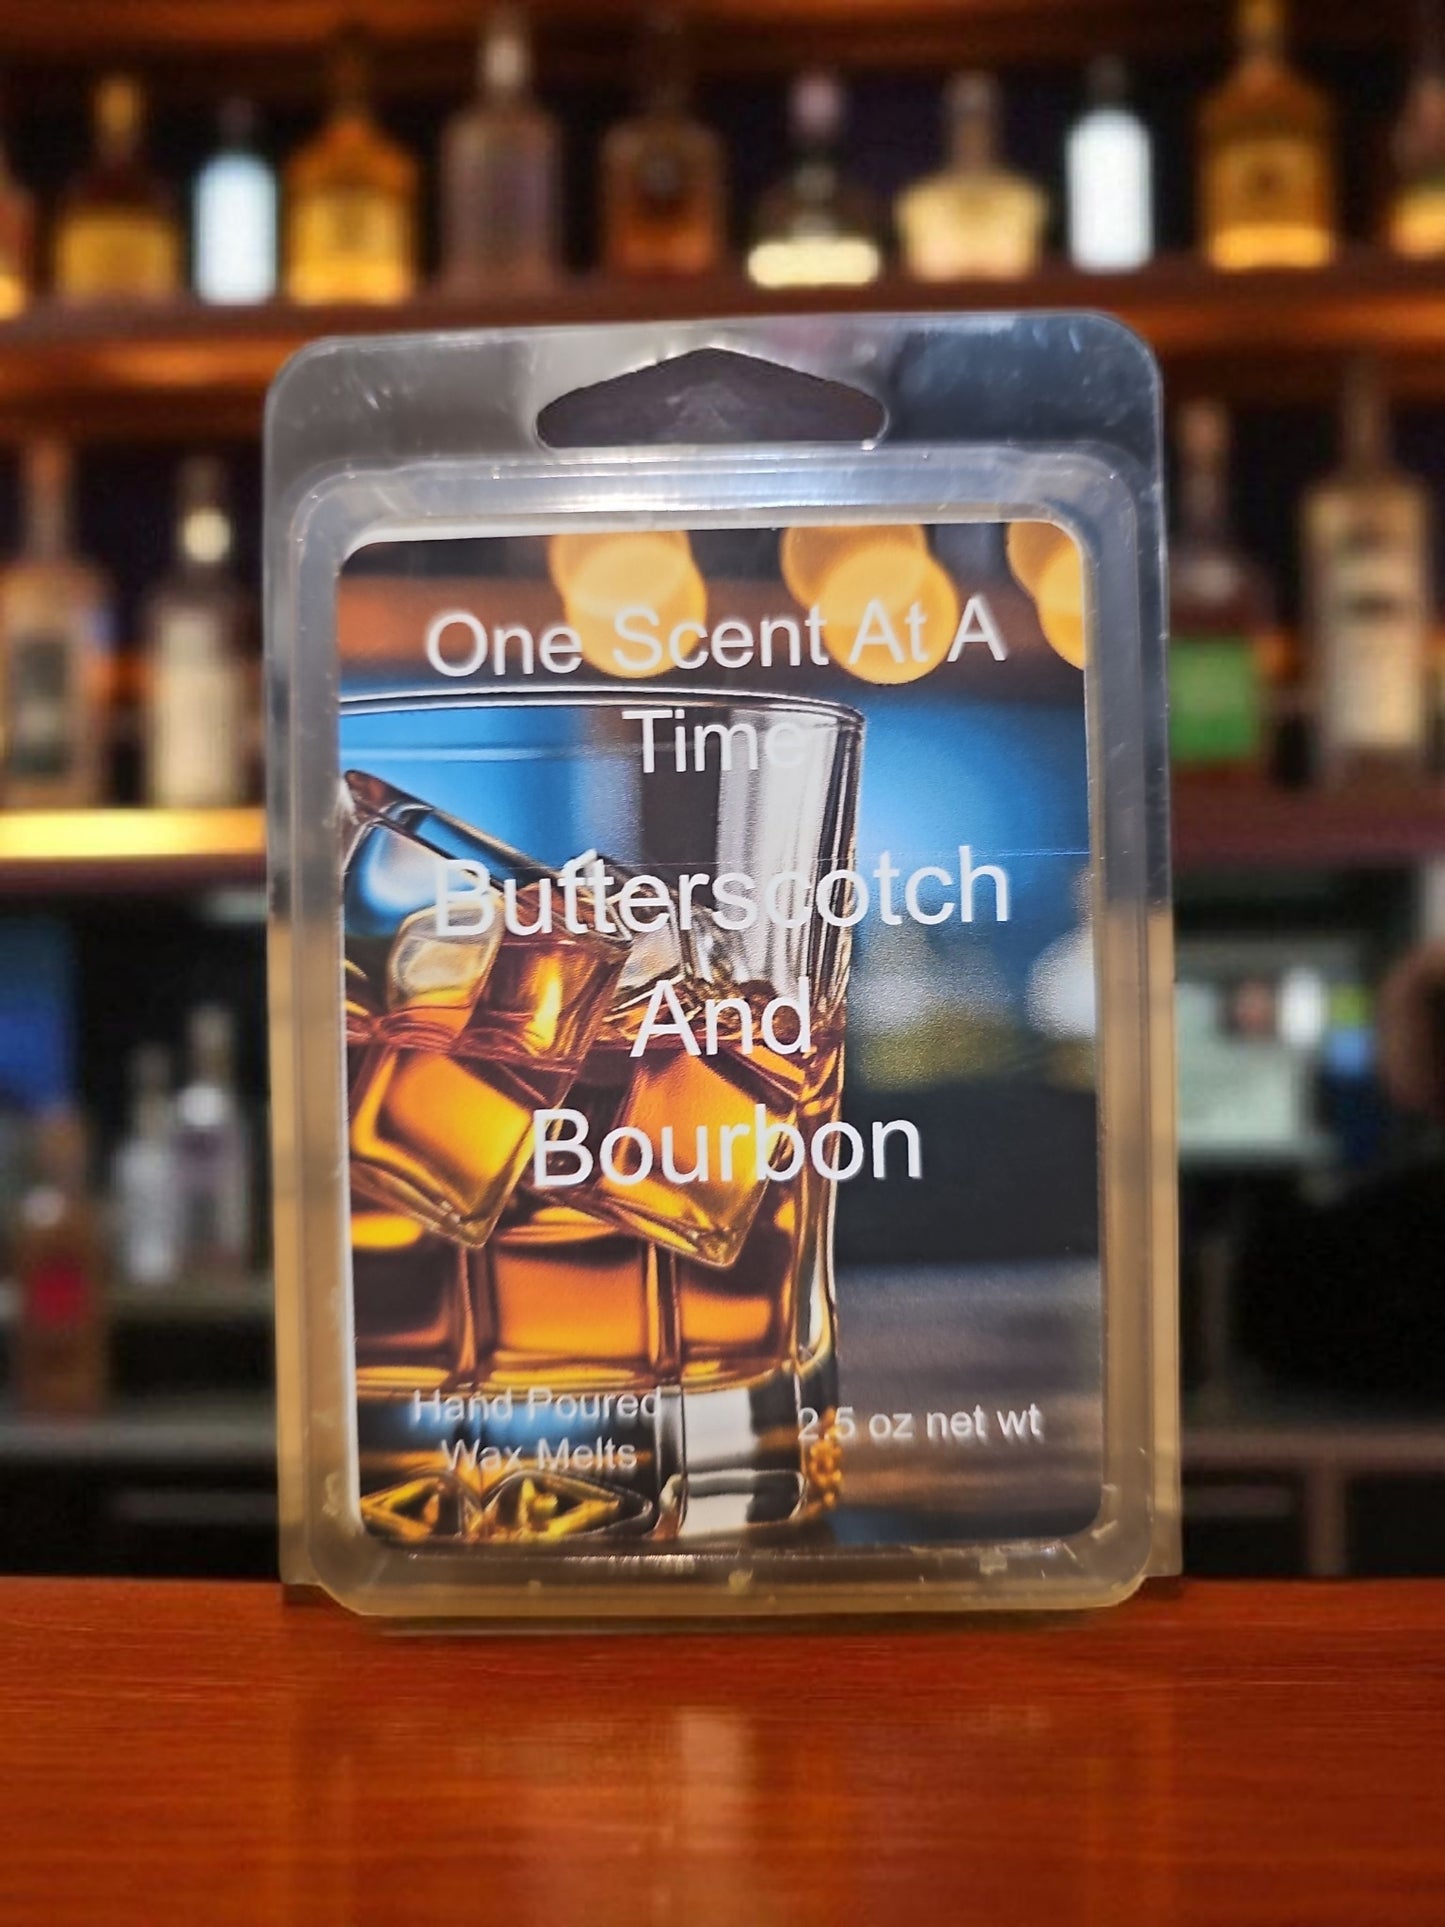 One Scent At A
Time
Butterscotch
And
Bourbon
Hand Poured
Wax Melts
2.5 oz net wt